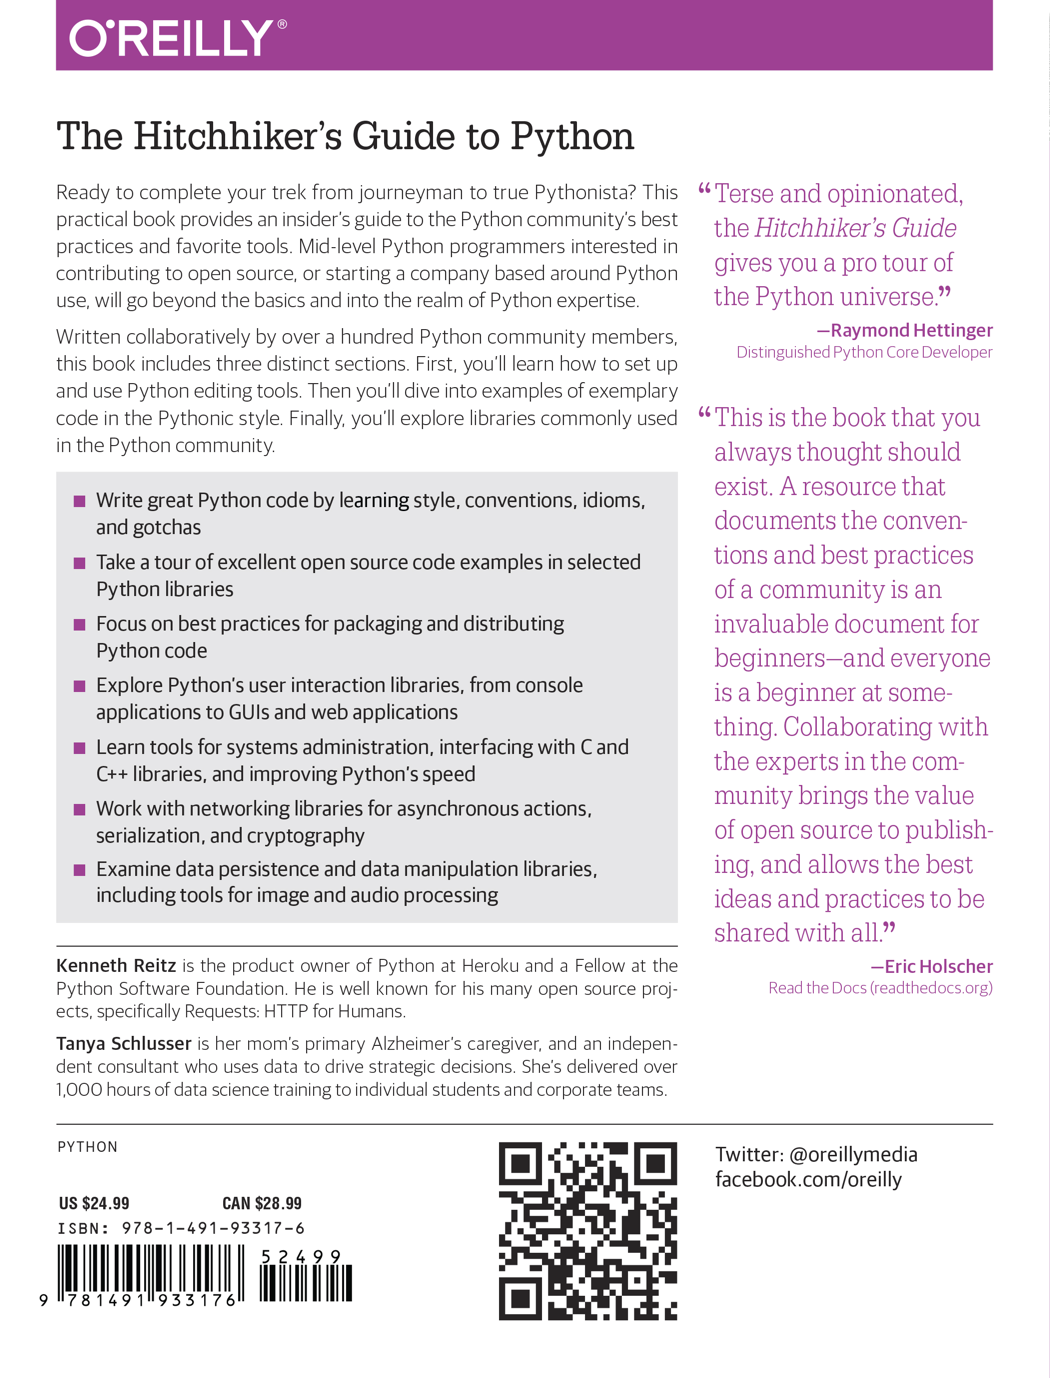 O'REILLY®
The Hitchhiker's Guide to Python
Ready to complete your trek from journeyman to true Pythonista? This
practical book provides an insider's guide to the Python community's best
practices and favorite tools. Mid-level Python programmers interested in
contributing to open source, or starting a company based around Python
use, will go beyond the basics and into the realm of Python expertise.
Written collaboratively by over a hundred Python community members,
this book includes three distinct sections. First, you'll learn how to set up
and use Python editing tools. Then you'll dive into examples of exemplary
code in the Pythonic style. Finally, you'll explore libraries commonly used
in the Python community.
■ Write great Python code by learning style, conventions, idioms,
and gotchas
■ Take a tour of excellent open source code examples in selected
Python libraries
■ Focus on best practices for packaging and distributing
Python code
■ Explore Python's user interaction libraries, from console
applications to GUIs and web applications
■ Learn tools for systems administration, interfacing with C and
C++ libraries, and improving Python's speed
■ Work with networking libraries for asynchronous actions,
serialization, and cryptography
■ Examine data persistence and data manipulation libraries,
including tools for image and audio processing
Kenneth Reitz is the product owner of Python at Heroku and a Fellow at the
Python Software Foundation. He is well known for his many open source proj-
ects, specifically Requests: HTTP for Humans.
Tanya Schlusser is her mom's primary Alzheimer's caregiver, and an indepen-
dent consultant who uses data to drive strategic decisions. She's delivered over
1,000 hours of data science training to individual students and corporate teams.
“Terse and opinionated,
the Hitchhiker's Guide
gives you a pro tour of
the Python universe.”
—Raymond Hettinger
Distinguished Python Core Developer
“This is the book that you
always thought should
exist. A resource that
documents the conven-
tions and best practices
of a community is an
invaluable document for
beginners—and everyone
is a beginner at some-
thing. Collaborating with
the experts in the com-
munity brings the value
of open source to publish-
ing, and allows the best
ideas and practices to be
shared with all.”
—Eric Holscher
Read the Docs (readthedocs.org)
PYTHON
US $24.99 CAN $28.99
ISBN: 978-1-491-93317-6
52499
9 781491 933176
Twitter: @oreillymedia
facebook.com/oreilly